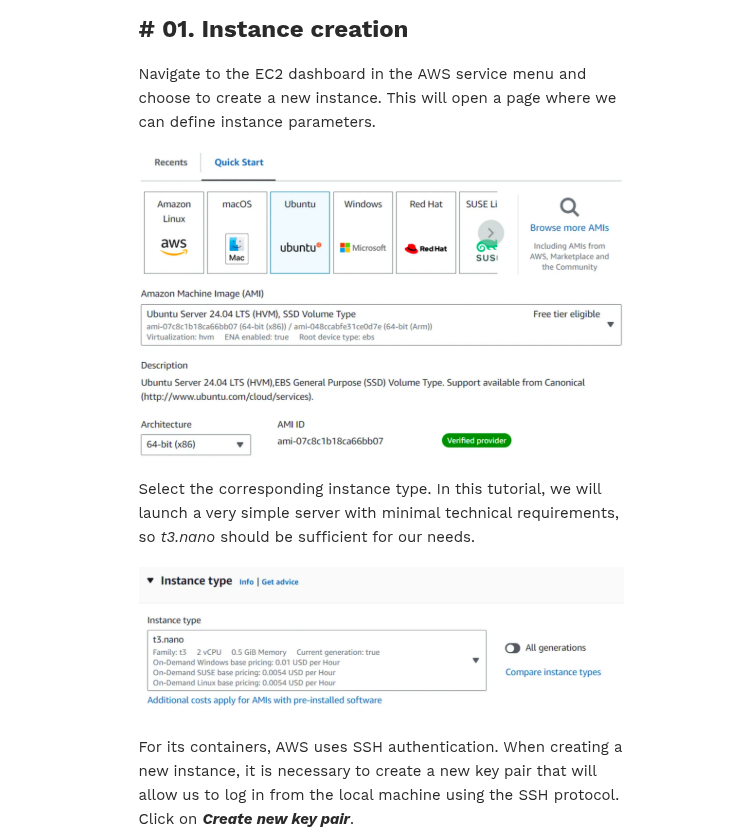 # 01. Instance creation
Navigate to the EC2 dashboard in the AWS service menu and
choose to create a new instance. This will open a page where we
can define instance parameters.
Recents Quick Start
Amazon Linux macOS Ubuntu Windows Red Hat SUSE Li
aws Mac ubuntu Microsoft Red Hat SUS
Browse more AMIs
Including AMIs from
AWS, Marketplace and
the Community
Amazon Machine Image (AMI)
Ubuntu Server 24.04 LTS (HVM), SSD Volume Type Free tier eligible
ami-07c8c1b18ca66bb07 (64-bit (x86)) / ami-048ccabfe31ce0d7e (64-bit (Arm))
Virtualization: hvm ENA enabled: true Root device type: ebs
Description
Ubuntu Server 24.04 LTS (HVM),EBS General Purpose (SSD) Volume Type. Support available from Canonical
(http://www.ubuntu.com/cloud/services).
Architecture AMI ID
64-bit (x86) ami-07c8c1b18ca66bb07 Verified provider
Select the corresponding instance type. In this tutorial, we will
launch a very simple server with minimal technical requirements,
so t3.nano should be sufficient for our needs.
Instance type Info | Get advice
Instance type
t3.nano
Family: t3 2 vCPU 0.5 GiB Memory Current generation: true
On-Demand Windows base pricing: 0.01 USD per Hour
On-Demand SUSE base pricing: 0.0054 USD per Hour
On-Demand Linux base pricing: 0.0054 USD per Hour
All generations
Compare instance types
Additional costs apply for AMIs with pre-installed software
For its containers, AWS uses SSH authentication. When creating a
new instance, it is necessary to create a new key pair that will
allow us to log in from the local machine using the SSH protocol.
Click on Create new key pair.